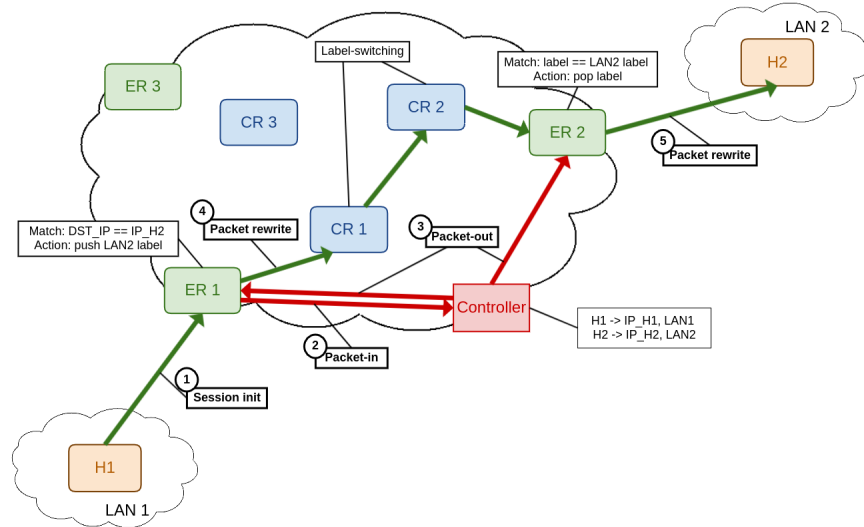 LAN 2
H2
Label-switching
Match: label == LAN2 label
Action: pop label
ER 3
CR 3
CR 2
ER 2
5
Packet rewrite
4
Packet rewrite
Match: DST_IP == IP_H2
Action: push LAN2 label
CR 1
3
Packet-out
ER 1
Controller
H1 -> IP_H1, LAN1
H2 -> IP_H2, LAN2
2
Packet-in
1
Session init
H1
LAN 1